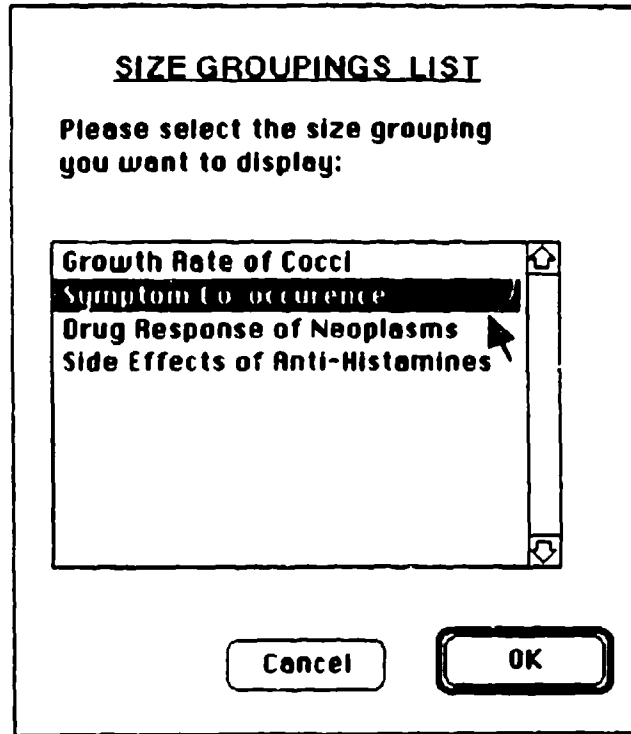 SIZE GROUPINGS LIST
Please select the size grouping
you want to display:
Growth Rate of Cocci
Symptom Co-occurence
Drug Response of Neoplasms
Side Effects of Anti-Histamines
Cancel
OK